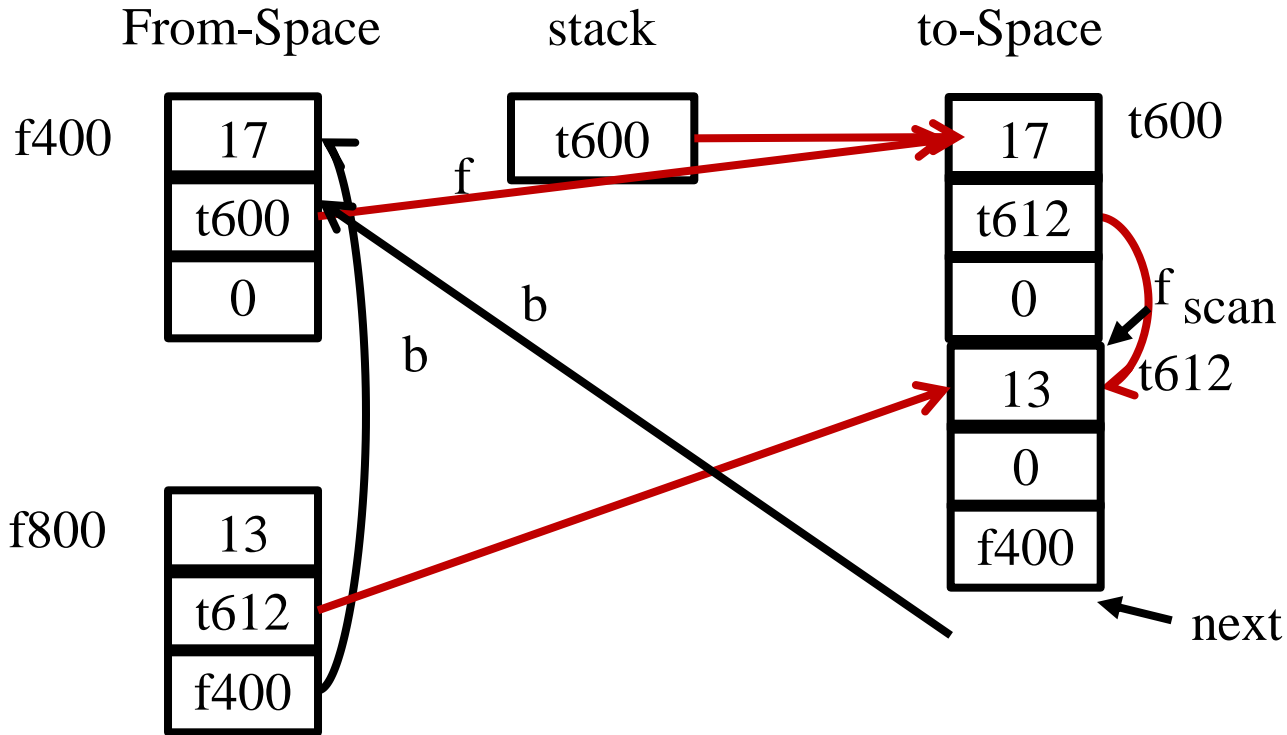 From-Space stack to-Space
f400 17 t600 17 t600
t600 f t612
0 b 0 f scan
b 13 t612
0
f800 13 f400
t612 next
f400